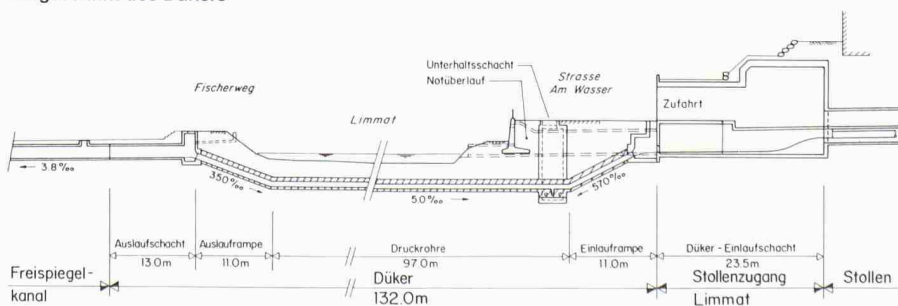 Unterhaltsschacht
Notüberlauf
Strasse
Am Wasser
Fischerweg
Limmat
Zufahrt
3.8‰
350‰
5.0‰
570‰
Auslaufschacht
13.0m
Auslauframpe
11.0m
Druckrohre
97.0m
Einlauframpe
11.0m
Düker - Einlaufschacht
23.5m
Freispiegel-
kanal
Düker
132.0m
Stollenzugang
Limmat
Stollen